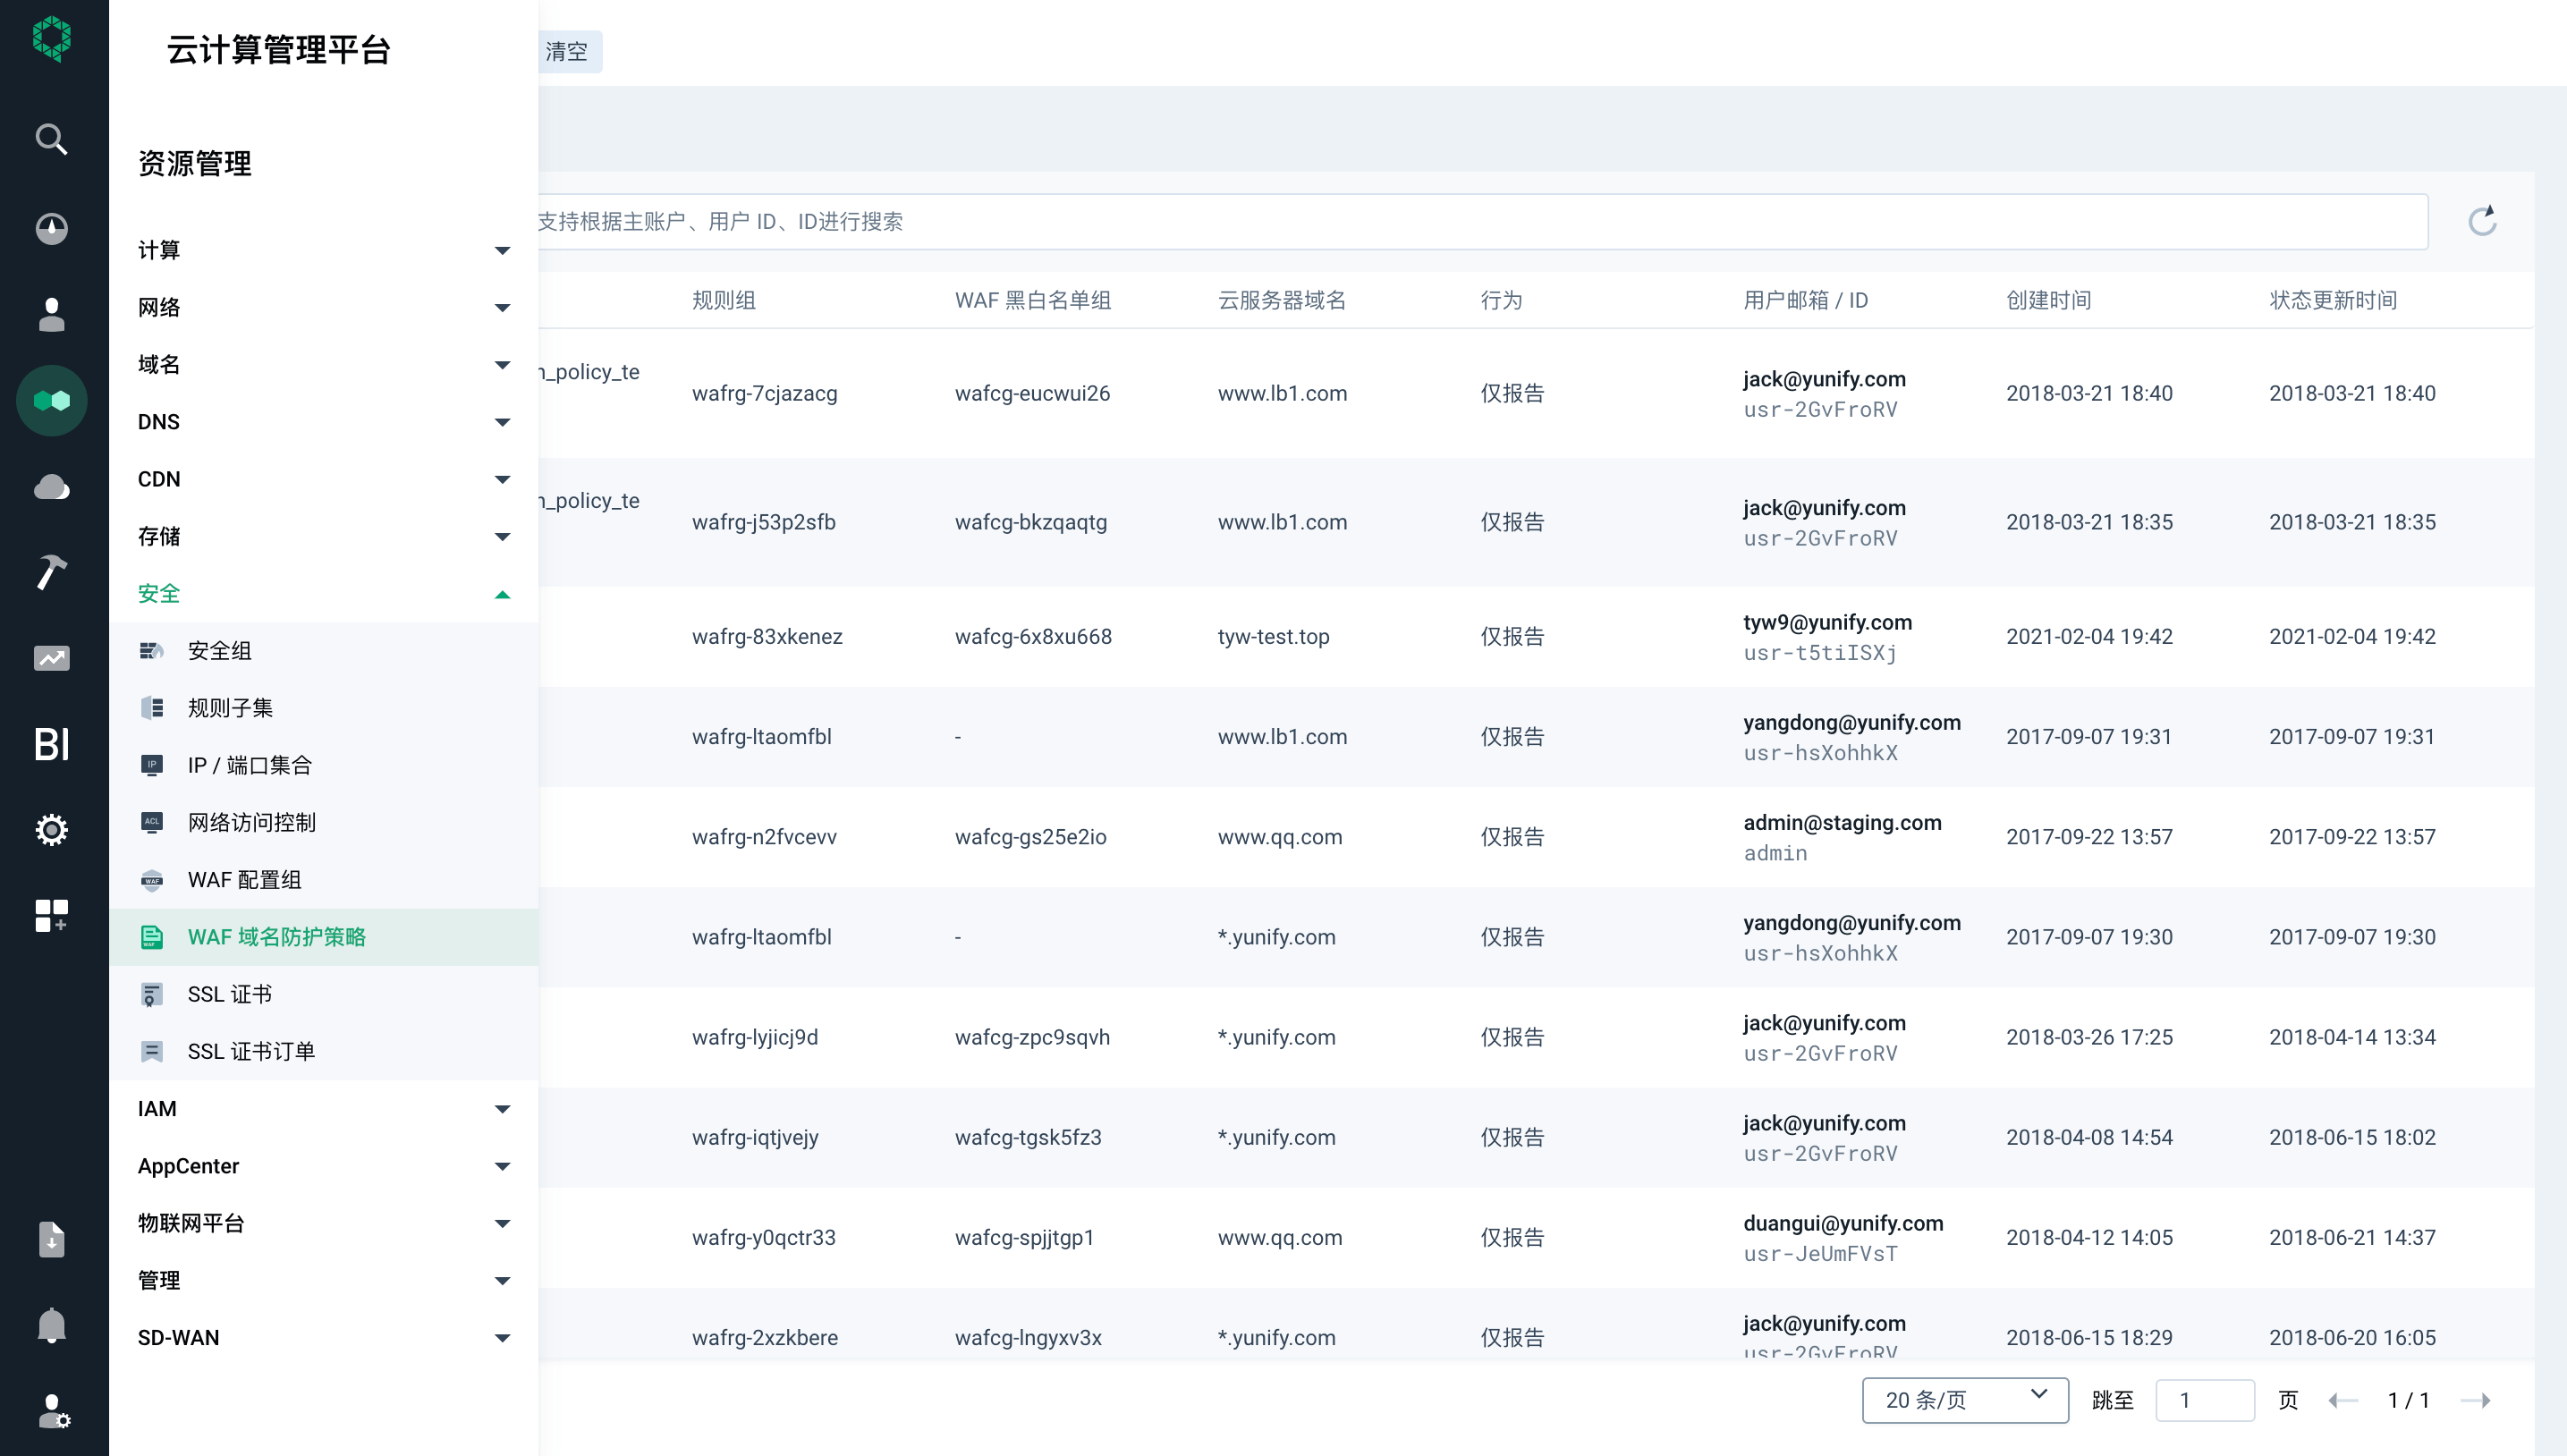 云计算管理平台
清空
资源管理
支持根据主账户、用户 ID、ID进行搜索
计算
网络
域名
DNS
CDN
存储
安全
安全组
规则子集
IP / 端口集合
网络访问控制
WAF 配置组
WAF 域名防护策略
SSL 证书
SSL 证书订单
IAM
AppCenter
物联网平台
管理
SD-WAN
BI
规则组 WAF 黑白名单组 云服务器域名 行为 用户邮箱 / ID 创建时间 状态更新时间
_policy_te wafrg-7cjazacg wafcg-eucwui26 www.lb1.com 仅报告 jack@yunify.com 2018-03-21 18:40 2018-03-21 18:40
usr-2GvFroRV
_policy_te wafrg-j53p2sfb wafcg-bkzqaqtg www.lb1.com 仅报告 jack@yunify.com 2018-03-21 18:35 2018-03-21 18:35
usr-2GvFroRV
wafrg-83xkenez wafcg-6x8xu668 tyw-test.top 仅报告 tyw9@yunify.com 2021-02-04 19:42 2021-02-04 19:42
usr-t5tiISXj
wafrg-ltaomfbl - www.lb1.com 仅报告 yangdong@yunify.com 2017-09-07 19:31 2017-09-07 19:31
usr-hsXohhkX
wafrg-n2fvcevv wafcg-gs25e2io www.qq.com 仅报告 admin@staging.com 2017-09-22 13:57 2017-09-22 13:57
admin
wafrg-ltaomfbl - *.yunify.com 仅报告 yangdong@yunify.com 2017-09-07 19:30 2017-09-07 19:30
usr-hsXohhkX
wafrg-lyjicj9d wafcg-zpc9sqvh *.yunify.com 仅报告 jack@yunify.com 2018-03-26 17:25 2018-04-14 13:34
usr-2GvFroRV
wafrg-iqtjvejy wafcg-tgsk5fz3 *.yunify.com 仅报告 jack@yunify.com 2018-04-08 14:54 2018-06-15 18:02
usr-2GvFroRV
wafrg-y0qctr33 wafcg-spjjtgp1 www.qq.com 仅报告 duangui@yunify.com 2018-04-12 14:05 2018-06-21 14:37
usr-JeUmFVsT
wafrg-2xzkbere wafcg-lngyxv3x *.yunify.com 仅报告 jack@yunify.com 2018-06-15 18:29 2018-06-20 16:05
usr-2GvFroRV
20 条/页 跳至 1 页 1 / 1